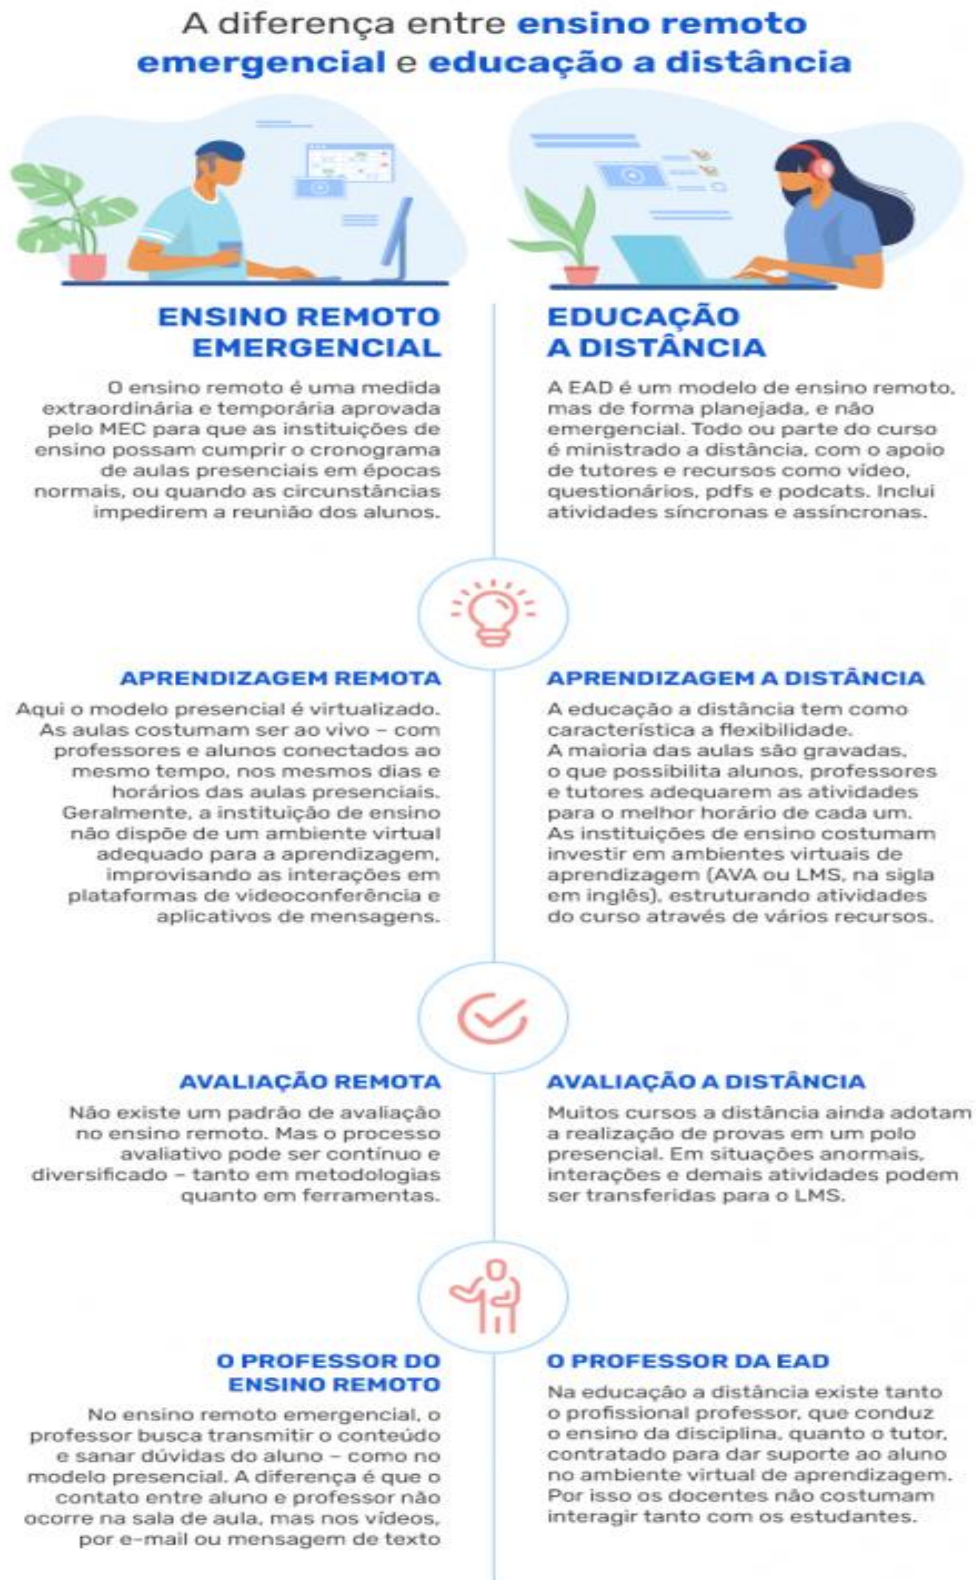 A diferença entre ensino remoto
emergencial e educação a distância
ENSINO REMOTO
EMERGENCIAL
O ensino remoto é uma medida
extraordinária e temporária aprovada
pelo MEC para que as instituições de
ensino possam cumprir o cronograma
de aulas presenciais em épocas
normais, ou quando as circunstâncias
impedirem a reunião dos alunos.
EDUCAÇÃO
A DISTÂNCIA
A EAD é um modelo de ensino remoto,
mas de forma planejada, e não
emergencial. Todo ou parte do curso
é ministrado a distância, com o apoio
de tutores e recursos como vídeo,
questionários, pdfs e podcats. Inclui
atividades síncronas e assíncronas.
APRENDIZAGEM REMOTA
Aqui o modelo presencial é virtualizado.
As aulas costumam ser ao vivo – com
professores e alunos conectados ao
mesmo tempo, nos mesmos dias e
horários das aulas presenciais.
Geralmente, a instituição de ensino
não dispõe de um ambiente virtual
adequado para a aprendizagem,
improvisando as interações em
plataformas de videoconferência e
aplicativos de mensagens.
APRENDIZAGEM A DISTÂNCIA
A educação a distância tem como
característica a flexibilidade.
A maioria das aulas são gravadas,
o que possibilita alunos, professores
e tutores adequarem as atividades
para o melhor horário de cada um.
As instituições de ensino costumam
investir em ambientes virtuais de
aprendizagem (AVA ou LMS, na sigla
em inglês), estruturando atividades
do curso através de vários recursos.
AVALIAÇÃO REMOTA
Não existe um padrão de avaliação
no ensino remoto. Mas o processo
avaliativo pode ser contínuo e
diversificado – tanto em metodologias
quanto em ferramentas.
AVALIAÇÃO A DISTÂNCIA
Muitos cursos a distância ainda adotam
a realização de provas em um polo
presencial. Em situações anormais,
interações e demais atividades podem
ser transferidas para o LMS.
O PROFESSOR DO
ENSINO REMOTO
No ensino remoto emergencial, o
professor busca transmitir o conteúdo
e sanar dúvidas do aluno – como no
modelo presencial. A diferença é que o
contato entre aluno e professor não
ocorre na sala de aula, mas nos vídeos,
por e-mail ou mensagem de texto
O PROFESSOR DA EAD
Na educação a distância existe tanto
o profissional professor, que conduz
o ensino da disciplina, quanto o tutor,
contratado para dar suporte ao aluno
no ambiente virtual de aprendizagem.
Por isso os docentes não costumam
interagir tanto com os estudantes.